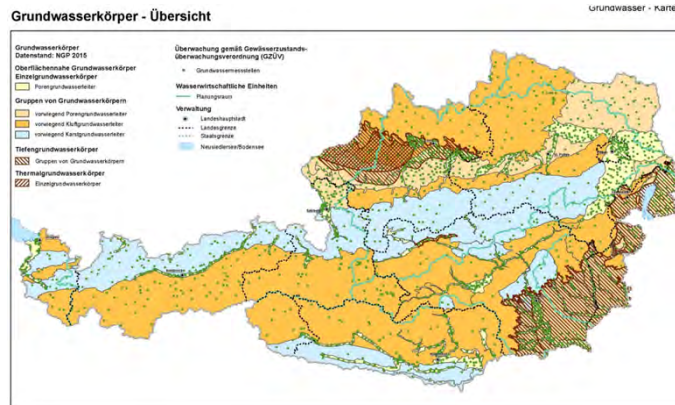 Grundwasser - Karte
Grundwasserkörper - Übersicht
Grundwasserkörper
Datenstand: NGP 2015
Oberflächennahe Grundwasserkörper
Einzelgrundwasserkörper
Porengrundwasserleiter
Gruppen von Grundwasserkörpern
vorwiegend Porengrundwasserleiter
vorwiegend Kluftgrundwasserleiter
vorwiegend Karstgrundwasserleiter
Tiefengrundwasserkörper
Gruppen von Grundwasserkörpern
Thermalgrundwasserkörper
Einzelgrundwasserkörper
Überwachung gemäß Gewässerzustands-
überwachungsverordnung (GZÜV)
Grundwassermessstellen
Wasserwirtschaftliche Einheiten
Planungsraum
Verwaltung
Landeshauptstadt
Landesgrenze
Staatsgrenze
Neusiedlersee/Bodensee